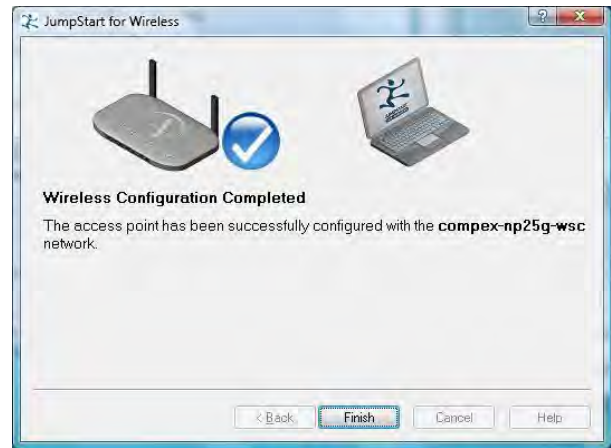 JumpStart for Wireless
Wireless Configuration Completed
The access point has been successfully configured with the compex-np25g-wsc
network.
< Back Finish Cancel Help